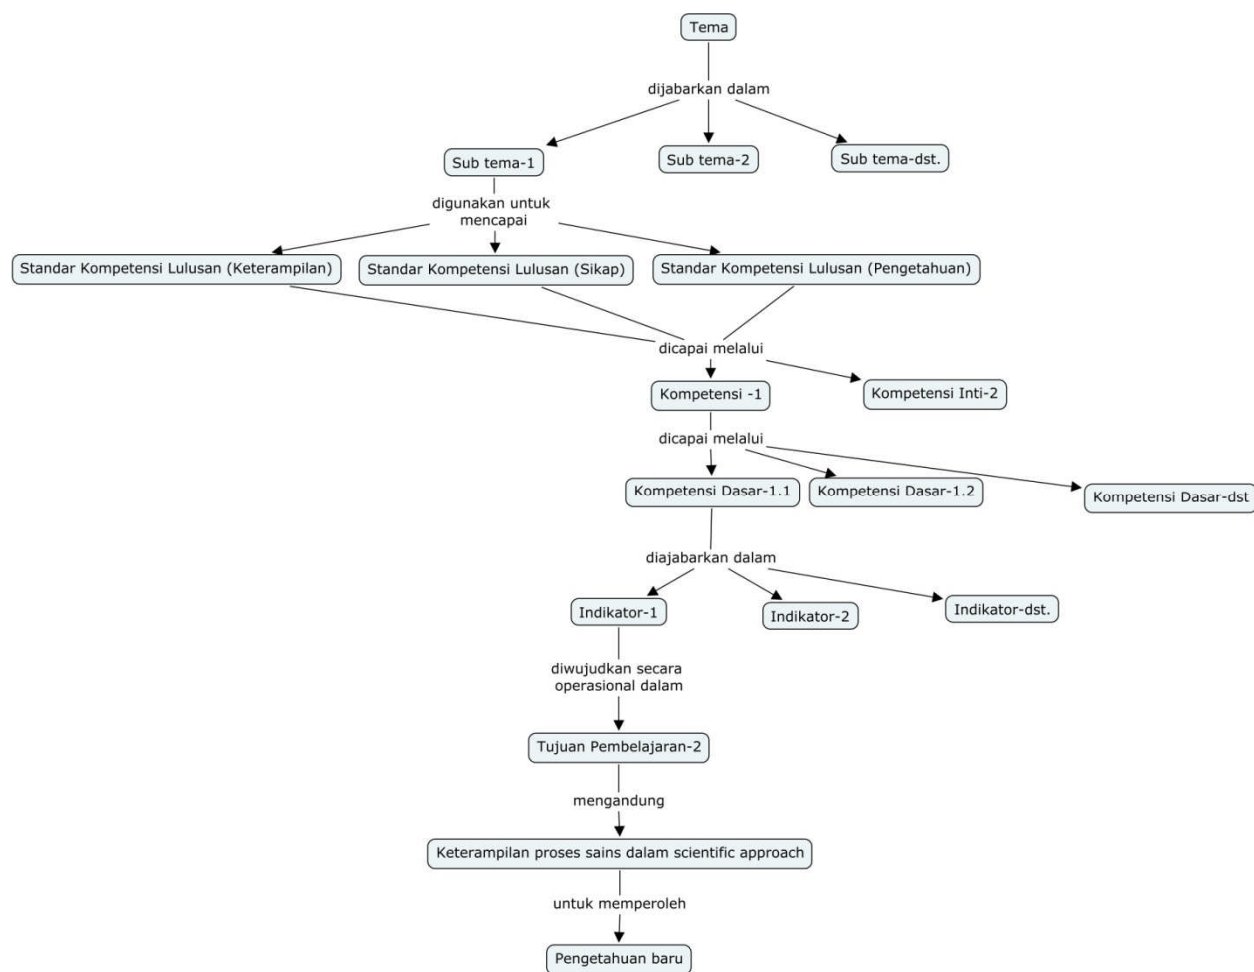 Tema
dijabarkan dalam
Sub tema-1
Sub tema-2
Sub tema-dst.
digunakan untuk
mencapai
Standar Kompetensi Lulusan (Keterampilan)
Standar Kompetensi Lulusan (Sikap)
Standar Kompetensi Lulusan (Pengetahuan)
dicapai melalui
Kompetensi -1
Kompetensi Inti-2
dicapai melalui
Kompetensi Dasar-1.1
Kompetensi Dasar-1.2
Kompetensi Dasar-dst
diajabarkan dalam
Indikator-1
Indikator-2
Indikator-dst.
diwujudkan secara
operasional dalam
Tujuan Pembelajaran-2
mengandung
Keterampilan proses sains dalam scientific approach
untuk memperoleh
Pengetahuan baru